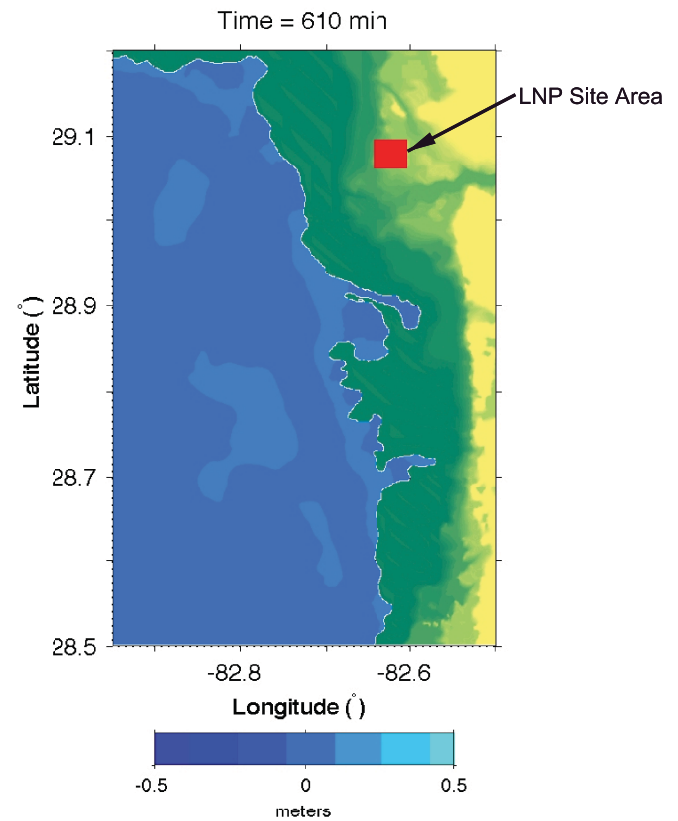 Time = 610 min
LNP Site Area
29.1
28.9
28.7
28.5
Latitude (°)
-82.8 -82.6
Longitude (°)
-0.5 0 0.5
meters